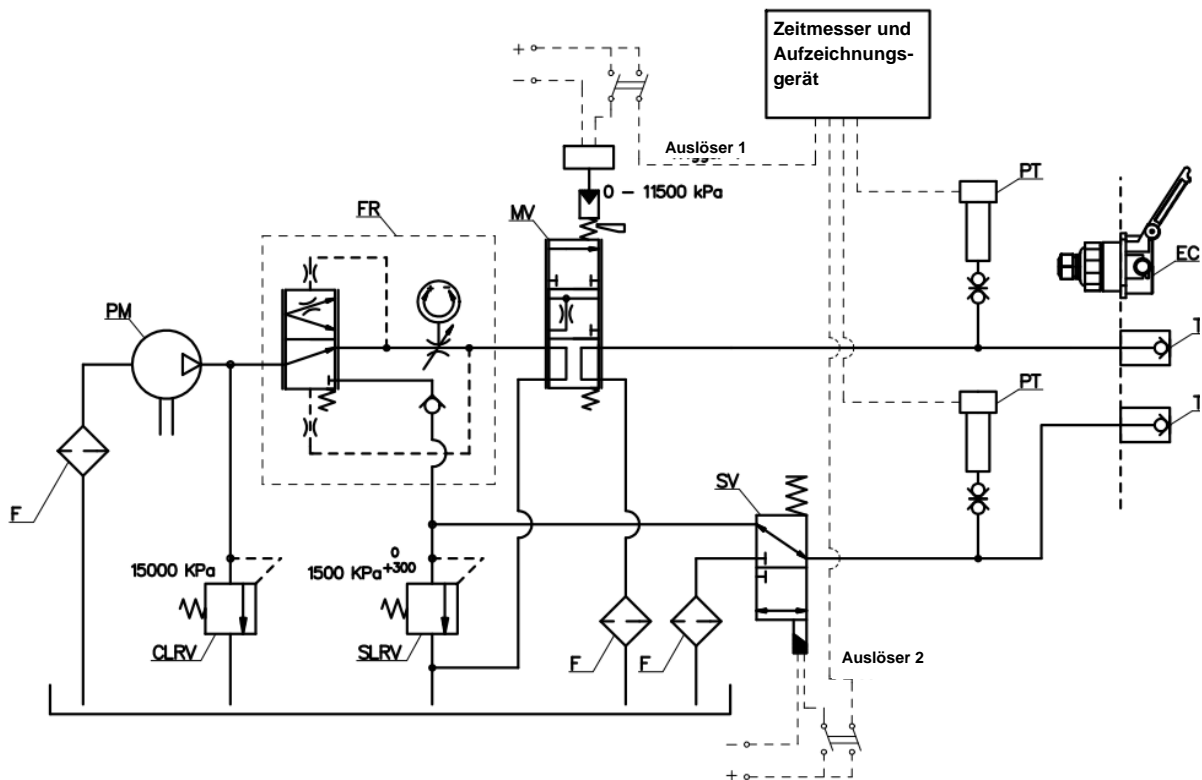 Zeitmesser und
Aufzeichnungs-
gerät
+
−
Auslöser 1
0 – 11500 kPa
PT
FR
MV
EC
PM
T
PT
T
F
SV
15000 KPa
1500 KPa 0 +300
CLRV
SLRV
F
F
Auslöser 2
−
+